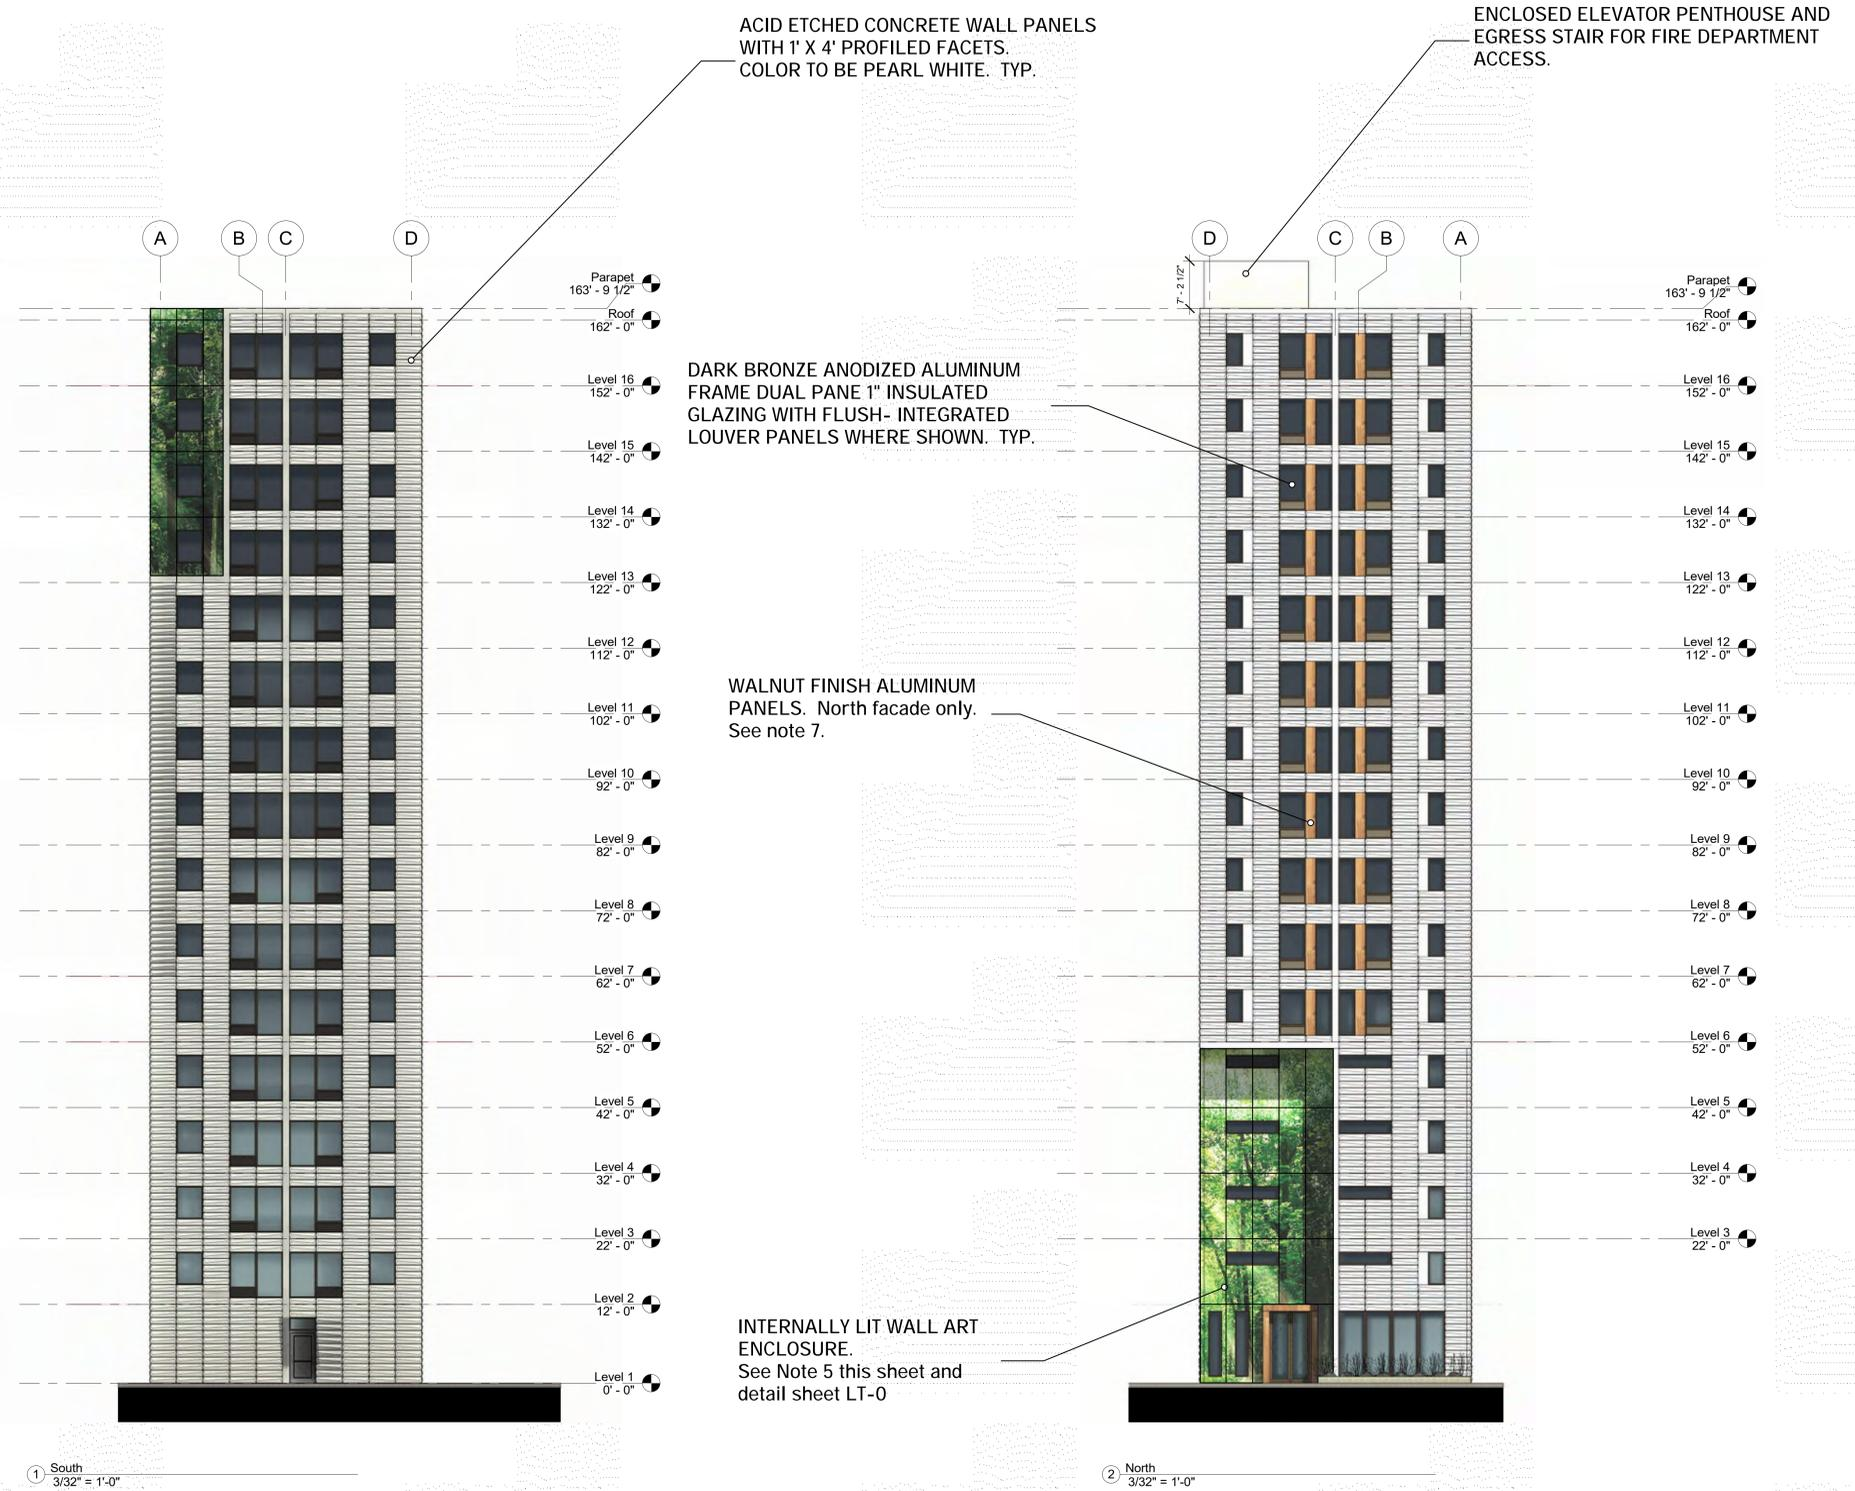 ACID ETCHED CONCRETE WALL PANELS
WITH 1' X 4' PROFILED FACETS.
COLOR TO BE PEARL WHITE. TYP.
ENCLOSED ELEVATOR PENTHOUSE AND
EGRESS STAIR FOR FIRE DEPARTMENT
ACCESS.
A
B
C
D
Parapet
163' - 9 1/2"
Roof
162' - 0"
Level 16
152' - 0"
Level 15
142' - 0"
Level 14
132' - 0"
Level 13
122' - 0"
Level 12
112' - 0"
Level 11
102' - 0"
Level 10
92' - 0"
Level 9
82' - 0"
Level 8
72' - 0"
Level 7
62' - 0"
Level 6
52' - 0"
Level 5
42' - 0"
Level 4
32' - 0"
Level 3
22' - 0"
Level 2
12' - 0"
Level 1
0' - 0"
1
South
3/32" = 1'-0"
DARK BRONZE ANODIZED ALUMINUM
FRAME DUAL PANE 1" INSULATED
GLAZING WITH FLUSH- INTEGRATED
LOUVER PANELS WHERE SHOWN. TYP.
WALNUT FINISH ALUMINUM
PANELS. North facade only.
See note 7.
INTERNALLY LIT WALL ART
ENCLOSURE.
See Note 5 this sheet and
detail sheet LT-0
D
C
B
A
7' - 2 1/2"
Parapet
163' - 9 1/2"
Roof
162' - 0"
Level 16
152' - 0"
Level 15
142' - 0"
Level 14
132' - 0"
Level 13
122' - 0"
Level 12
112' - 0"
Level 11
102' - 0"
Level 10
92' - 0"
Level 9
82' - 0"
Level 8
72' - 0"
Level 7
62' - 0"
Level 6
52' - 0"
Level 5
42' - 0"
Level 4
32' - 0"
Level 3
22' - 0"
2
North
3/32" = 1'-0"